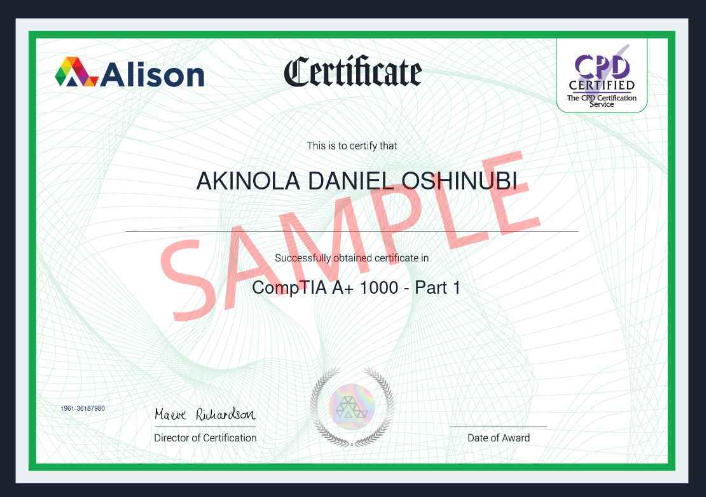 Alison
Certificate
CPD
CERTIFIED
The CPD Certification
Service
This is to certify that
AKINOLA DANIEL OSHINUBI
SAMPLE
Successfully obtained certificate in
CompTIA A+ 1000 - Part 1
1961-36187980
Maeve Richardson
Director of Certification
Date of Award